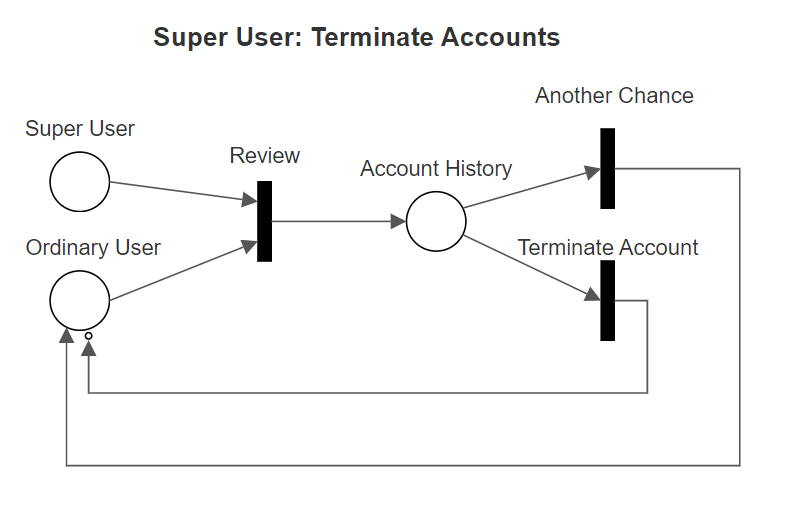 Super User: Terminate Accounts
Another Chance
Super User
Review
Account History
Ordinary User
Terminate Account